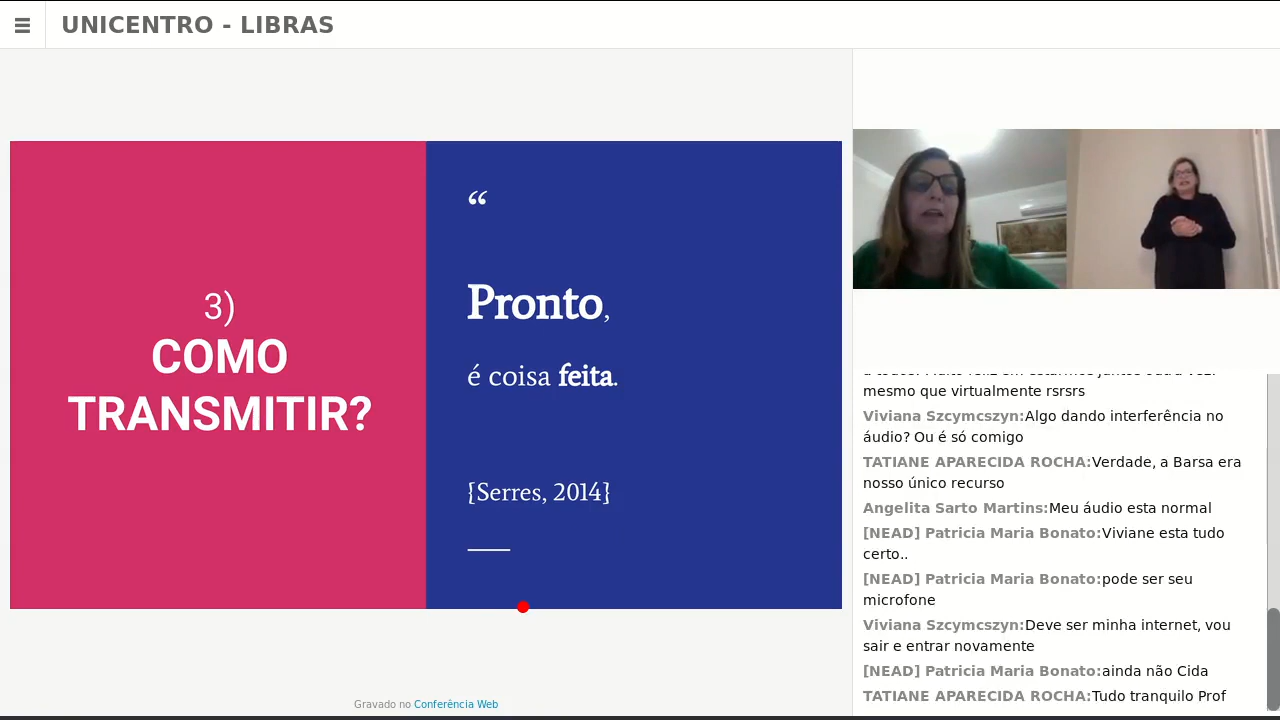 UNICENTRO - LIBRAS
3)
COMO
TRANSMITIR?
“
Pronto,
é coisa feita.
{Serres, 2014}
mesmo que virtualmente rsrsrs
Viviana Szcymcszyn:Algo dando interferência no
áudio? Ou é só comigo
TATIANE APARECIDA ROCHA:Verdade, a Barsa era
nosso único recurso
Angelita Sarto Martins:Meu áudio esta normal
[NEAD] Patricia Maria Bonato:Viviane esta tudo
certo..
[NEAD] Patricia Maria Bonato:pode ser seu
microfone
Viviana Szcymcszyn:Deve ser minha internet, vou
sair e entrar novamente
[NEAD] Patricia Maria Bonato:ainda não Cida
TATIANE APARECIDA ROCHA:Tudo tranquilo Prof
Gravado no Conferência Web